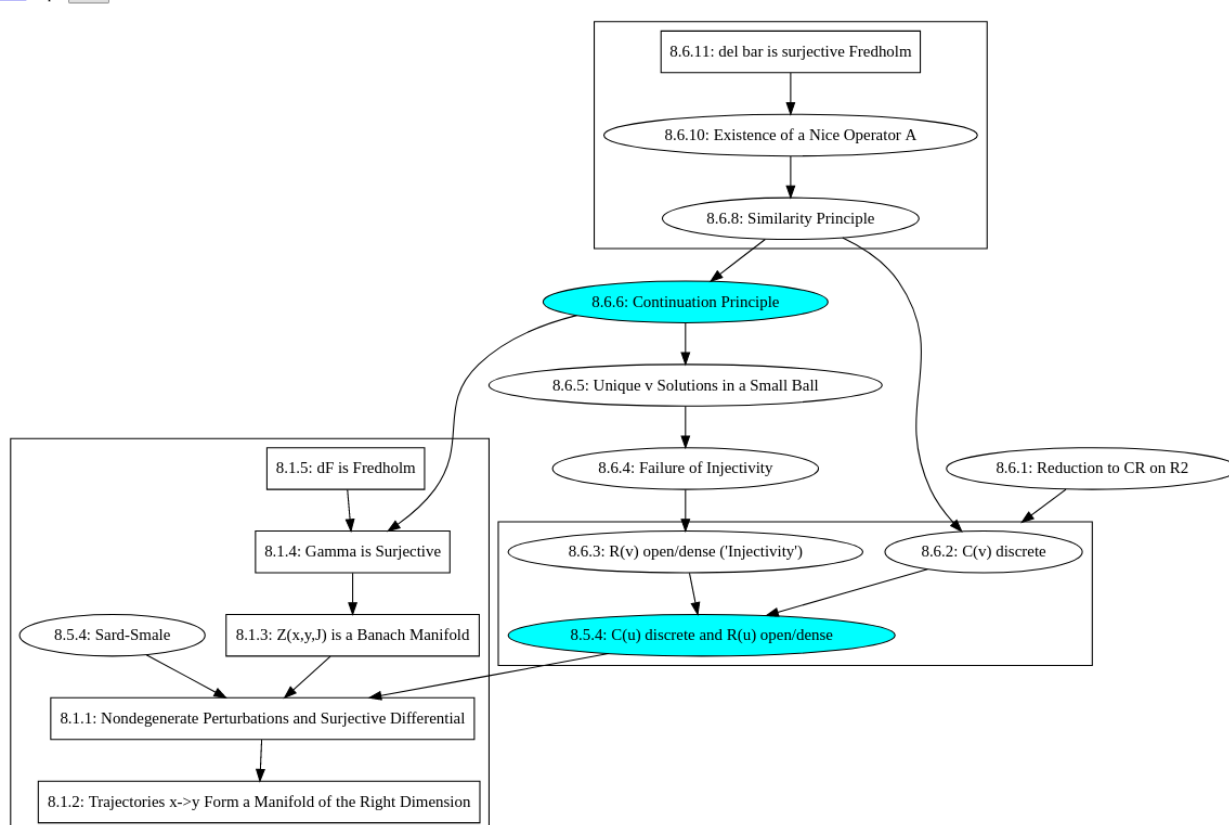 8.6.11: del bar is surjective Fredholm
8.6.10: Existence of a Nice Operator A
8.6.8: Similarity Principle
8.6.6: Continuation Principle
8.6.5: Unique v Solutions in a Small Ball
8.1.5: dF is Fredholm
8.6.4: Failure of Injectivity
8.6.1: Reduction to CR on R2
8.1.4: Gamma is Surjective
8.6.3: R(v) open/dense ('Injectivity')
8.6.2: C(v) discrete
8.5.4: Sard-Smale
8.1.3: Z(x,y,J) is a Banach Manifold
8.5.4: C(u) discrete and R(u) open/dense
8.1.1: Nondegenerate Perturbations and Surjective Differential
8.1.2: Trajectories x->y Form a Manifold of the Right Dimension